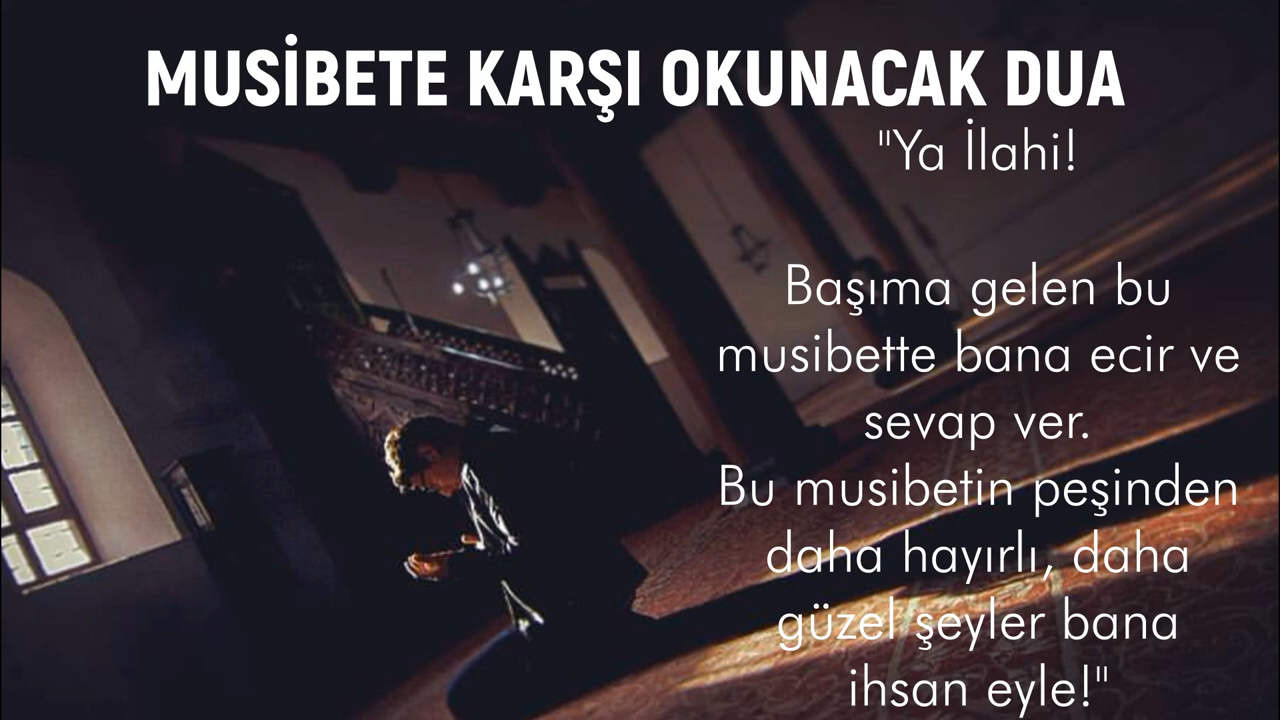 MUSİBETE KARŞI OKUNACAK DUA
"Ya İlahi!
Başıma gelen bu
musibette bana ecir ve
sevap ver.
Bu musibetin peşinden
daha hayırlı, daha
güzel şeyler bana
ihsan eyle!"